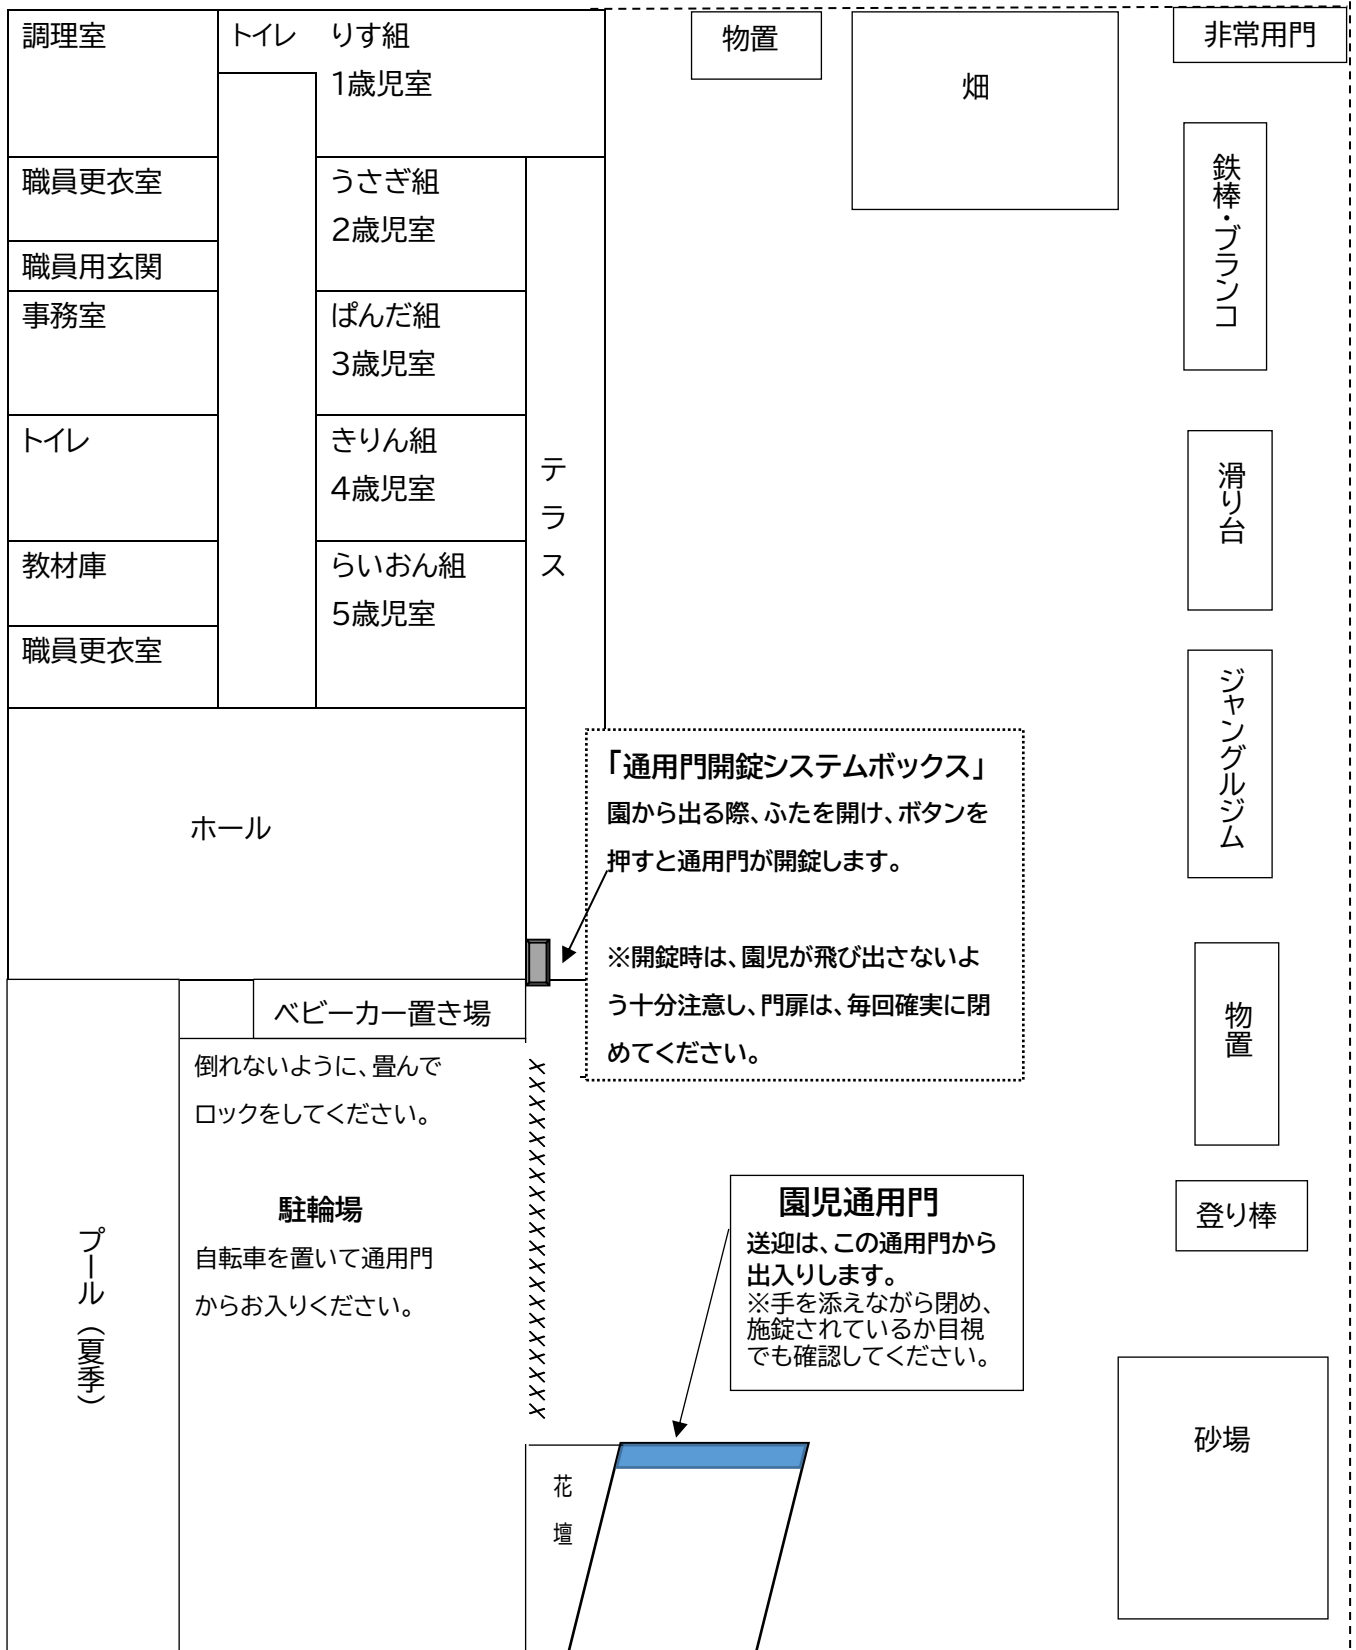 調理室
トイレ
りす組
1歳児室
物置
畑
非常用門
職員更衣室
うさぎ組
2歳児室
鉄棒・ブランコ
職員用玄関
事務室
ぱんだ組
3歳児室
トイレ
きりん組
4歳児室
テラス
滑り台
教材庫
らいおん組
5歳児室
職員更衣室
ジャングルジム
ホール
「通用門開錠システムボックス」
園から出る際、ふたを開け、ボタンを
押すと通用門が開錠します。
※開錠時は、園児が飛び出さないよ
う十分注意し、門扉は、毎回確実に閉
めてください。
物置
ベビーカー置き場
倒れないように、畳んで
ロックをしてください。
駐輪場
自転車を置いて通用門
からお入りください。
プール（夏季）
園児通用門
送迎は、この通用門から
出入りします。
※手を添えながら閉め、
施錠されているか目視
でも確認してください。
登り棒
砂場
花壇